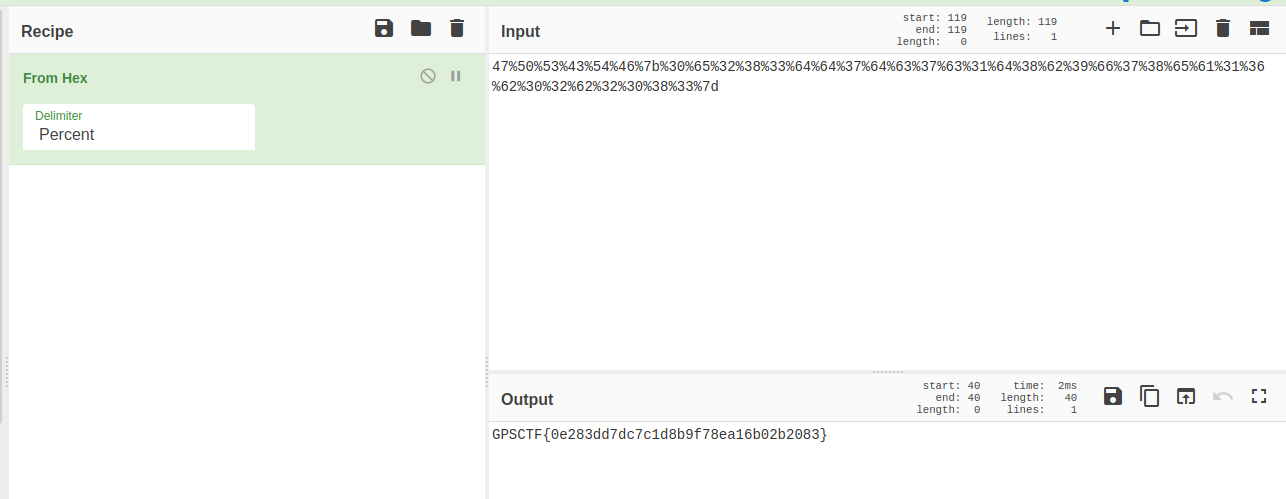 Recipe
From Hex
Delimiter
Percent
Input
start: 119
end: 119
length: 0
length: 119
lines: 1
47%50%53%43%54%46%7b%30%65%32%38%33%64%64%37%64%63%37%63%31%64%38%62%39%66%37%38%65%61%31%36
%62%30%32%62%32%30%38%33%7d
Output
start: 40
end: 40
length: 0
time: 2ms
length: 40
lines: 1
GPSCTF{0e283dd7dc7c1d8b9f78ea16b02b2083}